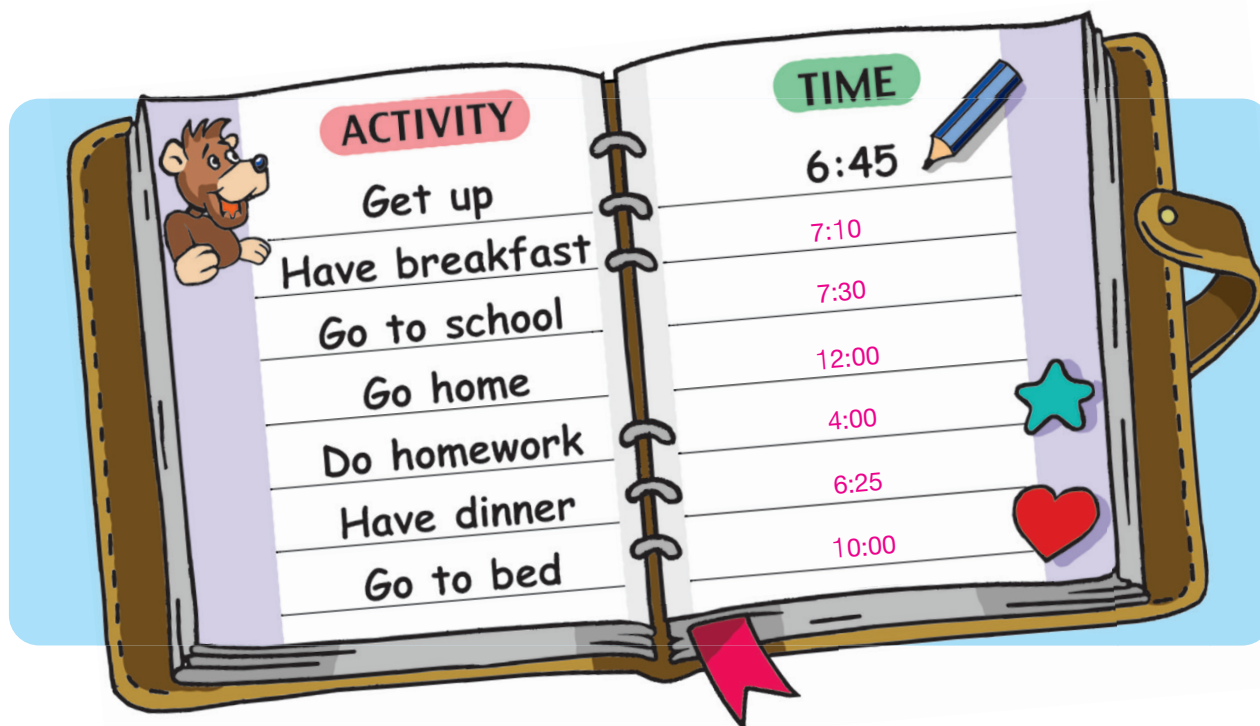 ACTIVITY TIME
Get up 6:45
Have breakfast 7:10
Go to school 7:30
Go home 12:00
Do homework 4:00
Have dinner 6:25
Go to bed 10:00